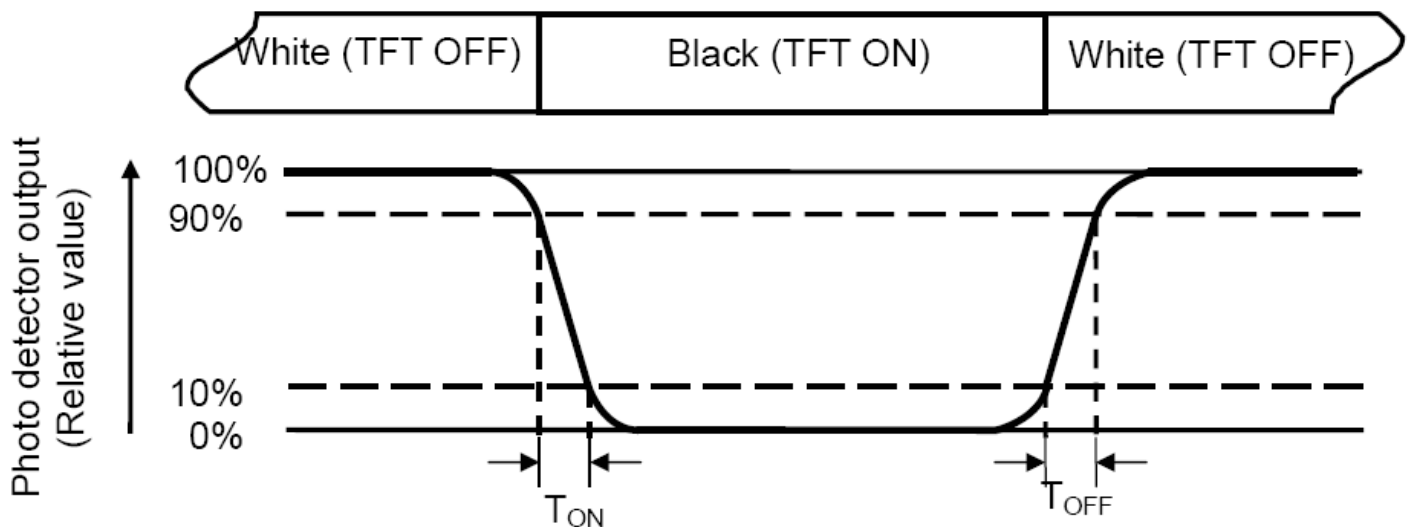 White (TFT OFF)
Black (TFT ON)
White (TFT OFF)
Photo detector output
(Relative value)
100%
90%
10%
0%
TON
TOFF